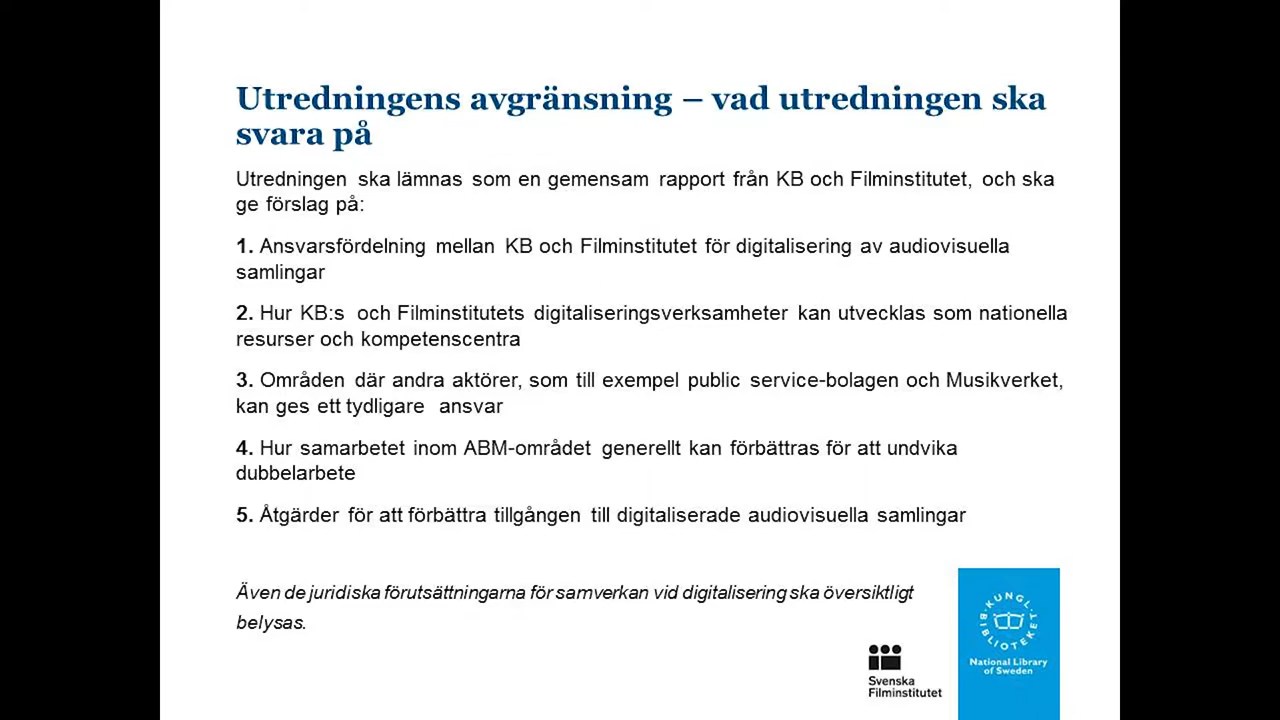 Utredningens avgränsning – vad utredningen ska
svara på
Utredningen ska lämnas som en gemensam rapport från KB och Filminstitutet, och ska
ge förslag på:
1. Ansvarsfördelning mellan KB och Filminstitutet för digitalisering av audiovisuella
samlingar
2. Hur KB:s och Filminstitutets digitaliseringsverksamheter kan utvecklas som nationella
resurser och kompetenscentra
3. Områden där andra aktörer, som till exempel public service-bolagen och Musikverket,
kan ges ett tydligare ansvar
4. Hur samarbetet inom ABM-området generellt kan förbättras för att undvika
dubbelarbete
5. Åtgärder för att förbättra tillgången till digitaliserade audiovisuella samlingar
Även de juridiska förutsättningarna för samverkan vid digitalisering ska översiktligt
belysas.
Svenska
Filminstitutet
KUNGL.
BIBLIOTEKET
National Library
of Sweden